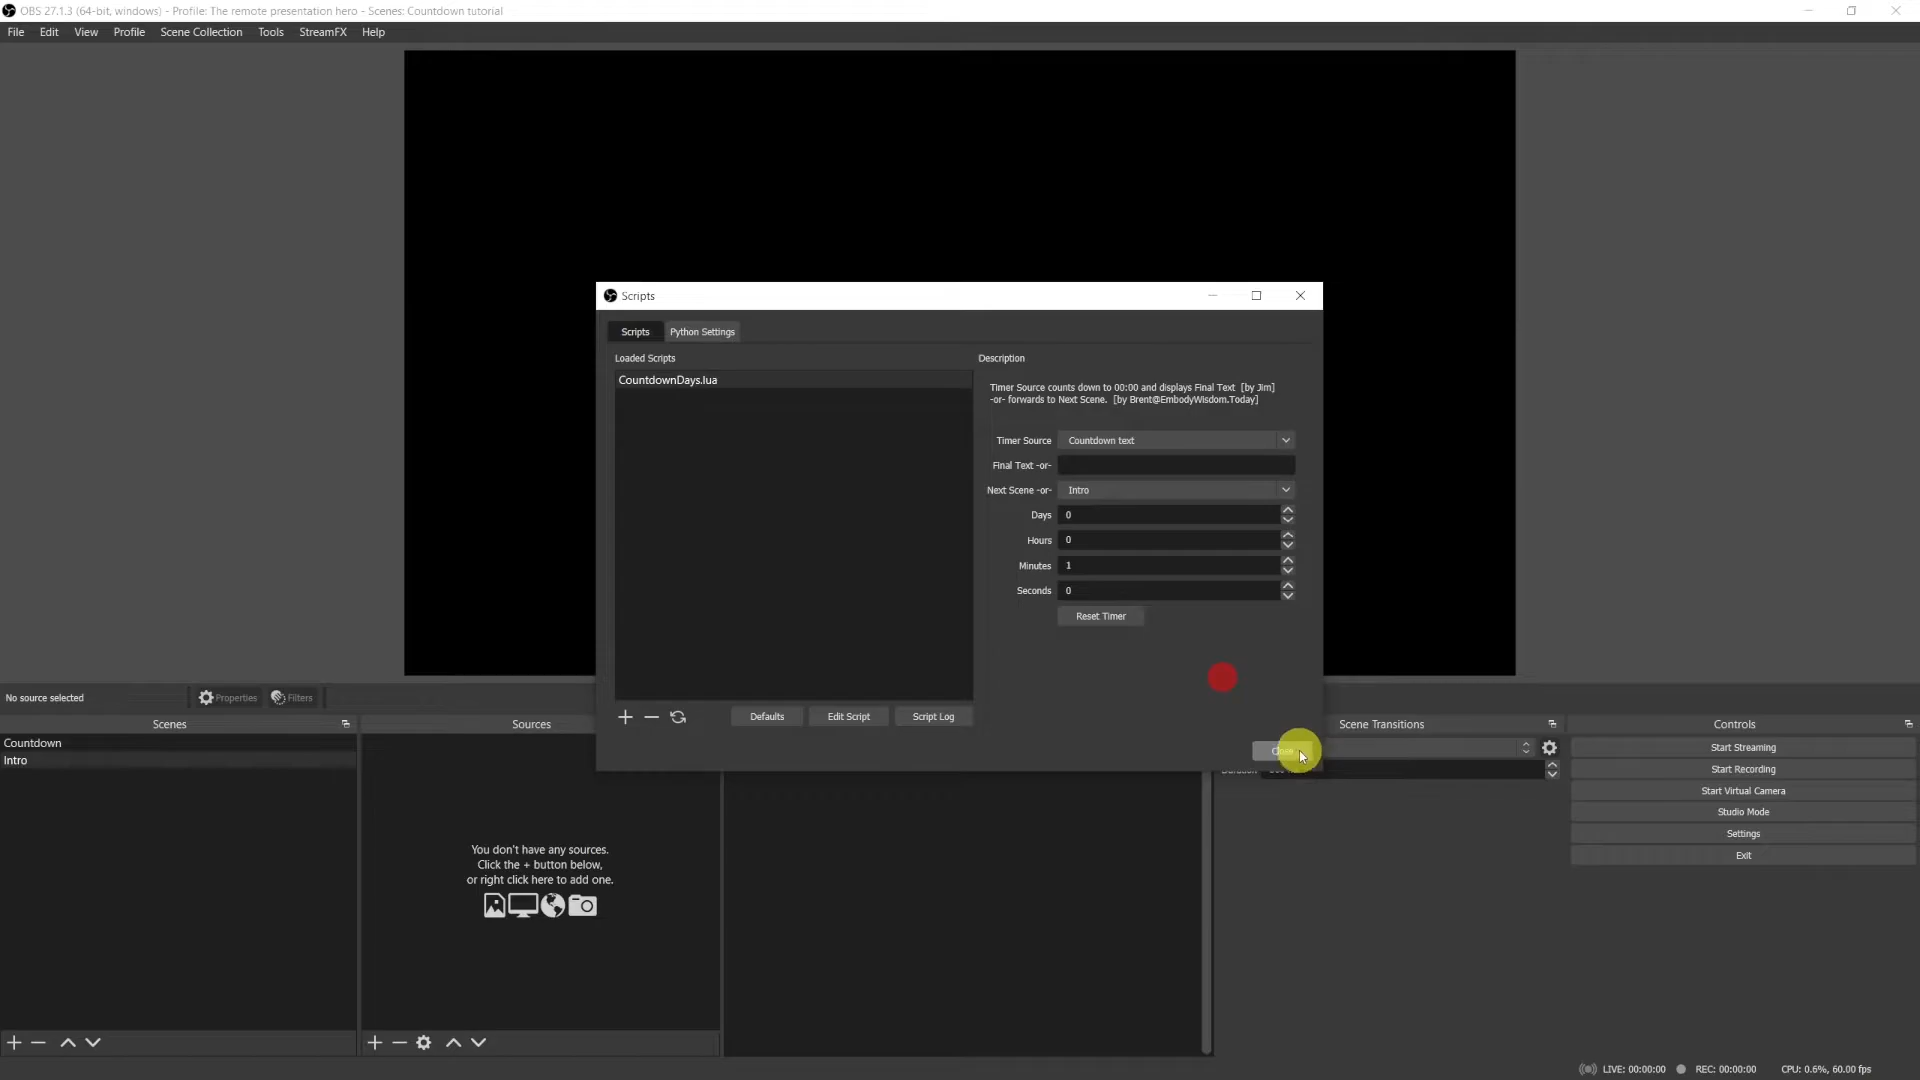 OBS 27.1.3 (64-bit, windows) - Profile: The remote presentation hero - Scenes: Countdown tutorial
File Edit View Profile Scene Collection Tools StreamFX Help
Scripts
Scripts Python Settings
Loaded Scripts Description
CountdownDays.lua
Timer Source counts down to 00:00 and displays Final Text [by Jim]
-or- forwards to Next Scene. [by Brent@EmbodyWisdom.Today]
Timer Source Countdown text
Final Text -or-
Next Scene -or- Intro
Days 0
Hours 0
Minutes 1
Seconds 0
Reset Timer
Defaults Edit Script Script Log
Close
No source selected Properties Filters
Scenes Sources Scene Transitions Controls
Countdown
Intro
Duration
You don't have any sources.
Click the + button below,
or right click here to add one.
Start Streaming
Start Recording
Start Virtual Camera
Studio Mode
Settings
Exit
LIVE: 00:00:00 REC: 00:00:00 CPU: 0.6%, 60.00 fps